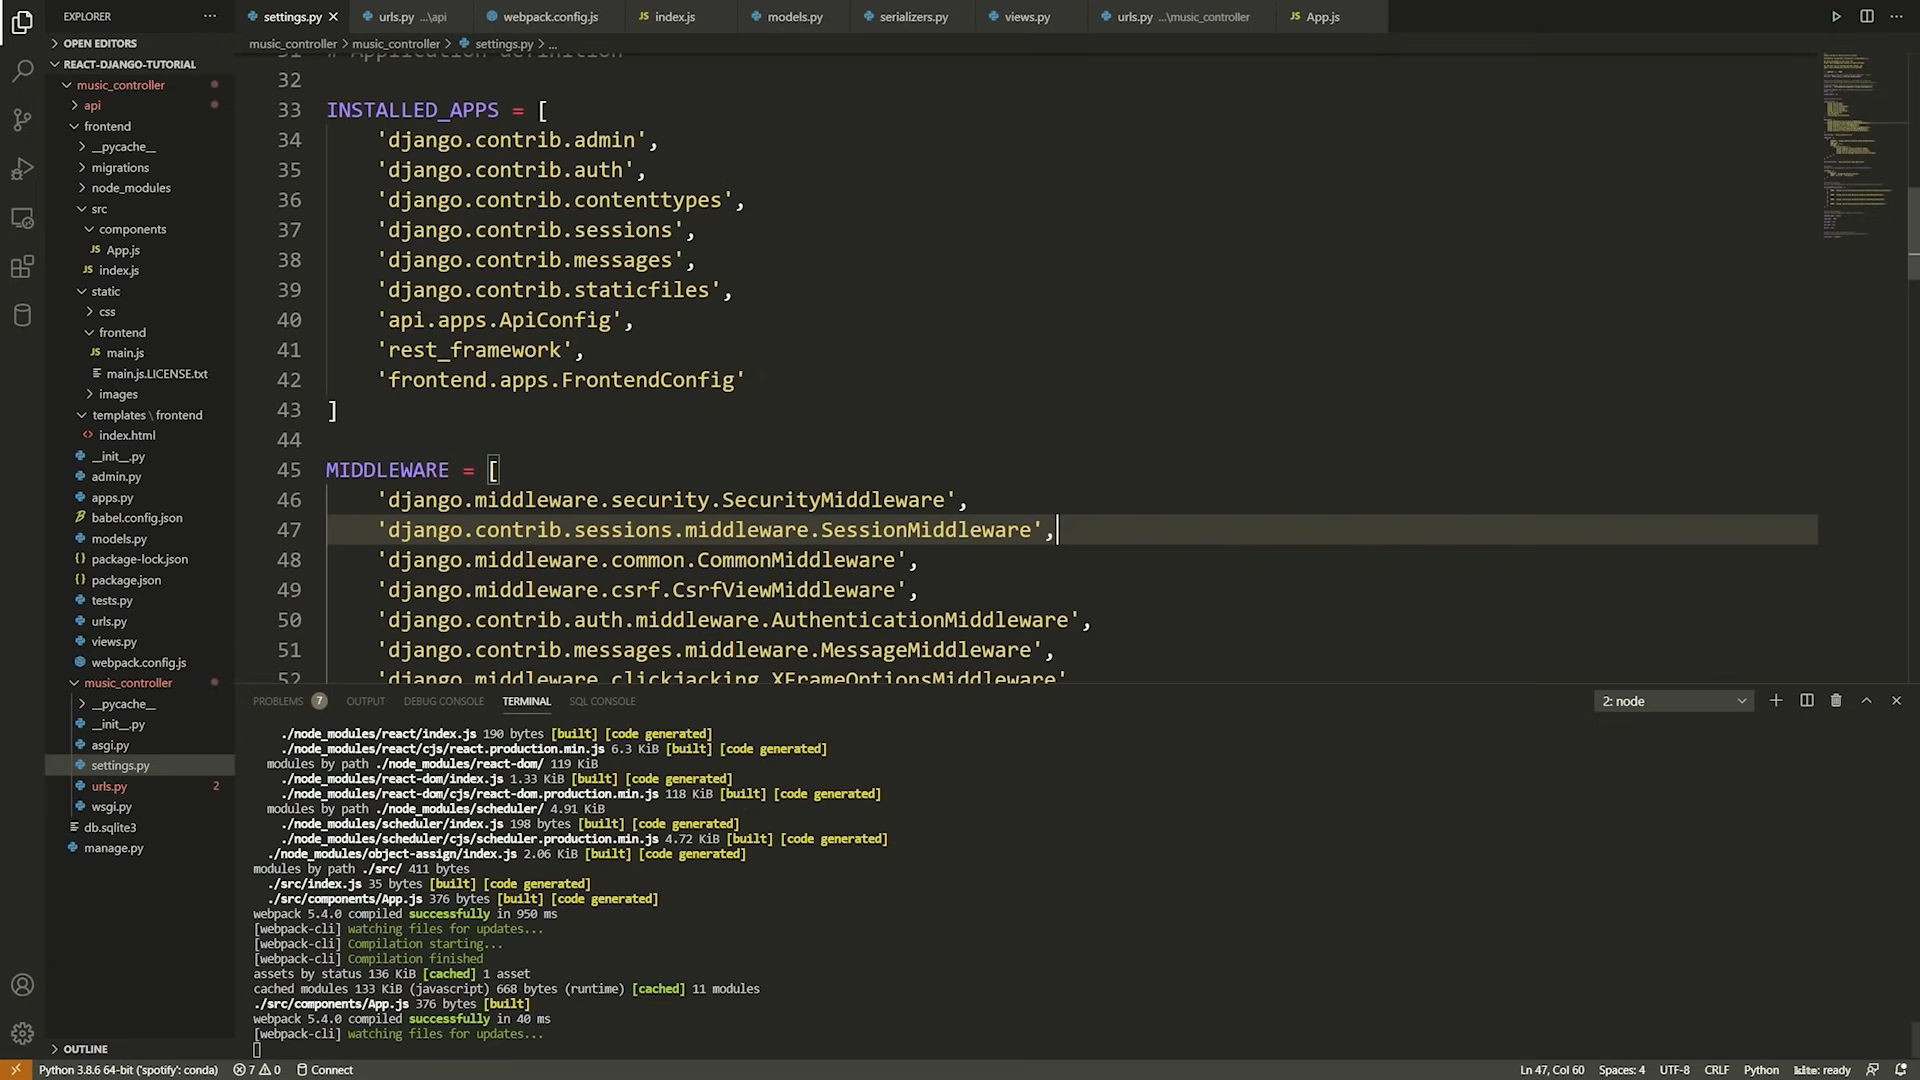 EXPLORER
OPEN EDITORS
REACT-DJANGO-TUTORIAL
music_controller
api
frontend
__pycache__
migrations
node_modules
src
components
JS App.js
JS index.js
static
css
frontend
JS main.js
main.js.LICENSE.txt
images
templates \ frontend
<> index.html
__init__.py
admin.py
apps.py
babel.config.json
models.py
{} package-lock.json
{} package.json
tests.py
urls.py
views.py
webpack.config.js
music_controller
__pycache__
__init__.py
asgi.py
settings.py
urls.py 2
wsgi.py
db.sqlite3
manage.py
OUTLINE
settings.py
urls.py ...\api
webpack.config.js
JS index.js
models.py
serializers.py
views.py
urls.py ...\music_controller
JS App.js
music_controller > music_controller > settings.py > ...
31 # Application definition
32
33 INSTALLED_APPS = [
34 'django.contrib.admin',
35 'django.contrib.auth',
36 'django.contrib.contenttypes',
37 'django.contrib.sessions',
38 'django.contrib.messages',
39 'django.contrib.staticfiles',
40 'api.apps.ApiConfig',
41 'rest_framework',
42 'frontend.apps.FrontendConfig'
43 ]
44
45 MIDDLEWARE = [
46 'django.middleware.security.SecurityMiddleware',
47 'django.contrib.sessions.middleware.SessionMiddleware',
48 'django.middleware.common.CommonMiddleware',
49 'django.middleware.csrf.CsrfViewMiddleware',
50 'django.contrib.auth.middleware.AuthenticationMiddleware',
51 'django.contrib.messages.middleware.MessageMiddleware',
52 'django.middleware.clickjacking.XFrameOptionsMiddleware'
PROBLEMS 7 OUTPUT DEBUG CONSOLE TERMINAL SQL CONSOLE 2: node
./node_modules/react/index.js 190 bytes [built] [code generated]
./node_modules/react/cjs/react.production.min.js 6.3 KiB [built] [code generated]
modules by path ./node_modules/react-dom/ 119 KiB
./node_modules/react-dom/index.js 1.33 KiB [built] [code generated]
./node_modules/react-dom/cjs/react-dom.production.min.js 118 KiB [built] [code generated]
modules by path ./node_modules/scheduler/ 4.91 KiB
./node_modules/scheduler/index.js 198 bytes [built] [code generated]
./node_modules/scheduler/cjs/scheduler.production.min.js 4.72 KiB [built] [code generated]
./node_modules/object-assign/index.js 2.06 KiB [built] [code generated]
modules by path ./src/ 411 bytes
./src/index.js 35 bytes [built] [code generated]
./src/components/App.js 376 bytes [built] [code generated]
webpack 5.4.0 compiled successfully in 950 ms
[webpack-cli] watching files for updates...
[webpack-cli] Compilation starting...
[webpack-cli] Compilation finished
assets by status 136 KiB [cached] 1 asset
cached modules 133 KiB (javascript) 668 bytes (runtime) [cached] 11 modules
./src/components/App.js 376 bytes [built]
webpack 5.4.0 compiled successfully in 40 ms
[webpack-cli] watching files for updates...
Python 3.8.6 64-bit ('spotify': conda) 7 0 Connect Ln 47, Col 60 Spaces: 4 UTF-8 CRLF Python kite: ready